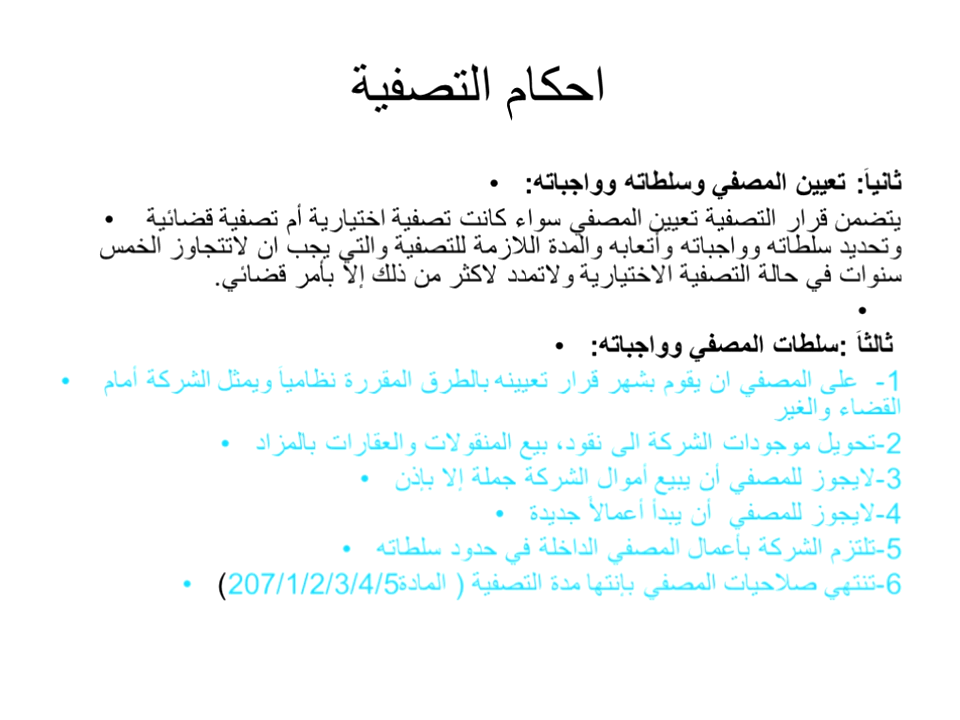 احكام التصفية
ثانياَ: تعيين المصفي وسلطاته وواجباته: •
يتضمن قرار التصفية تعيين المصفي سواء كانت تصفية اختيارية أم تصفية قضائية •
وتحديد سلطاته وواجباته وأتعابه والمدة اللازمة للتصفية والتي يجب ان لاتتجاوز الخمس
سنوات في حالة التصفية الاختيارية ولاتمدد لاكثر من ذلك إلا بأمر قضائي.
•
ثالثاَ :سلطات المصفي وواجباته: •
1- على المصفي ان يقوم بشهر قرار تعيينه بالطرق المقررة نظامياَ ويمثل الشركة أمام •
القضاء والغير
2-تحويل موجودات الشركة الى نقود، بيع المنقولات والعقارات بالمزاد •
3-لايجوز للمصفي أن يبيع أموال الشركة جملة إلا بإذن •
4-لايجوز للمصفي أن يبدأ أعمالاَ جديدة •
5-تلتزم الشركة بأعمال المصفي الداخلة في حدود سلطاته •
6-تنتهي صلاحيات المصفي بإنتها مدة التصفية ( المادة207/1/2/3/4/5) •